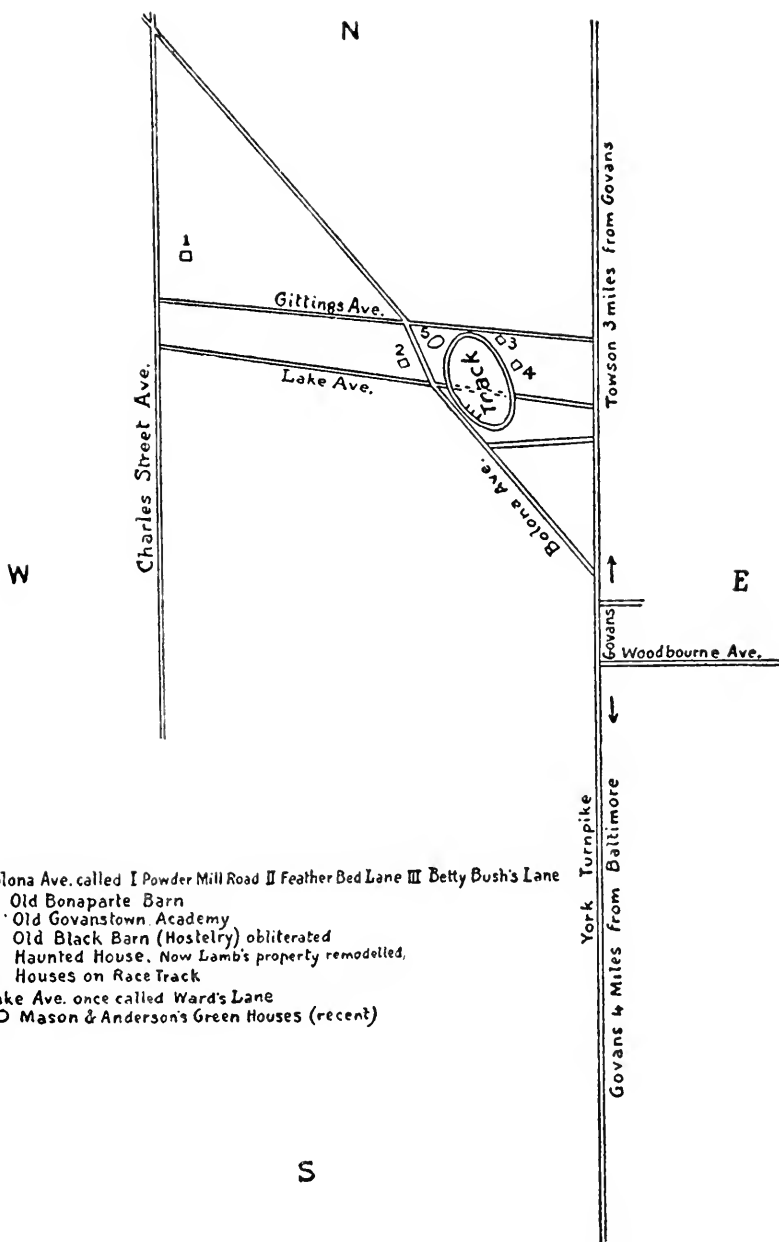 N
1
Gittings Ave.
5
3
2
4
Track
Lake Ave.
Charles Street Ave.
Towson 3 miles from Govans
Bolona Ave.
W
E
Govans
Woodbourne Ave.
York Turnpike
Govans 4 Miles from Baltimore
lona Ave. called I Powder Mill Road II Feather Bed Lane III Betty Bush's Lane
Old Bonaparte Barn
Old Govanstown Academy
Old Black Barn (Hostelry) obliterated
Haunted House. Now Lamb's property remodelled,
Houses on Race Track
ke Ave. once called Ward's Lane
Mason & Anderson's Green Houses (recent)
S